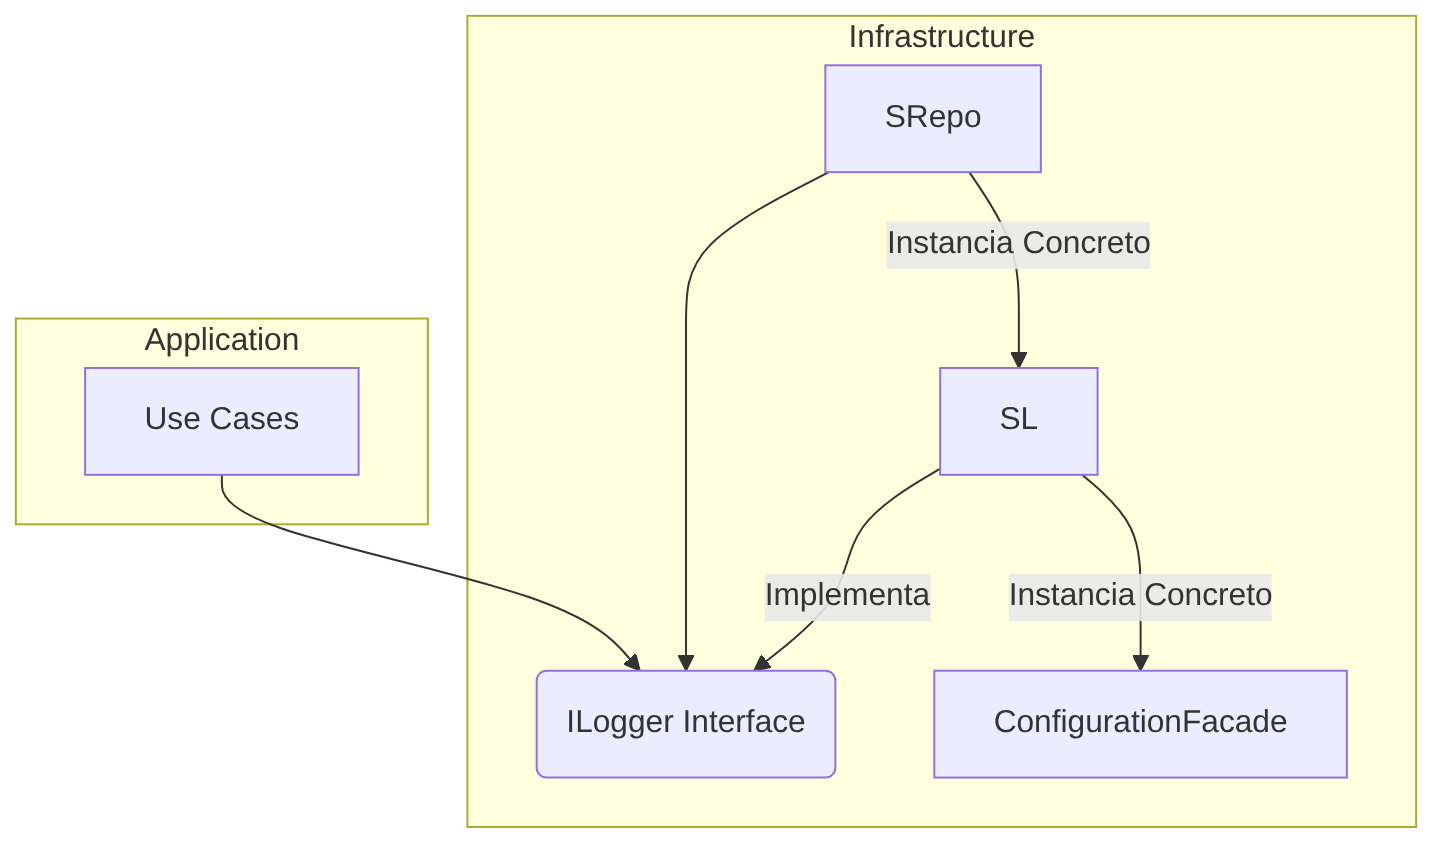 Infrastructure
SRepo
Instancia Concreto
Application
Use Cases
SL
Implementa
Instancia Concreto
ILogger Interface
ConfigurationFacade